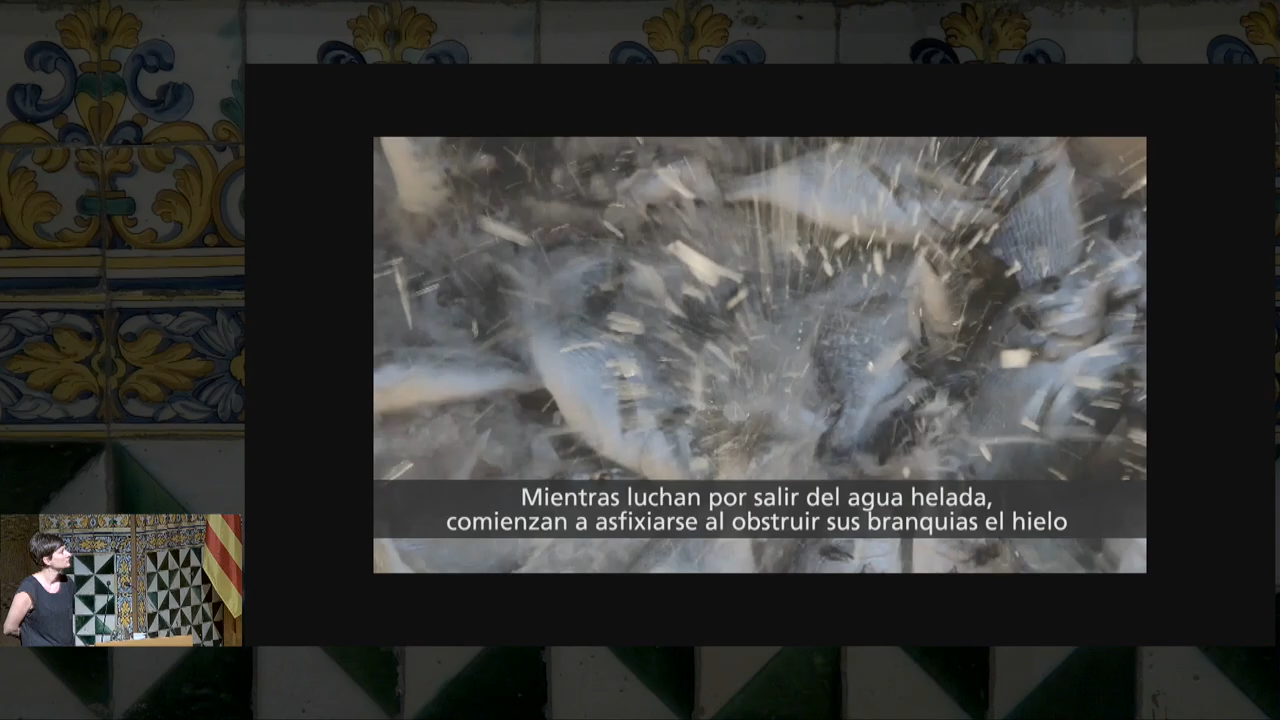 Mientras luchan por salir del agua helada,
comienzan a asfixiarse al obstruir sus branquias el hielo